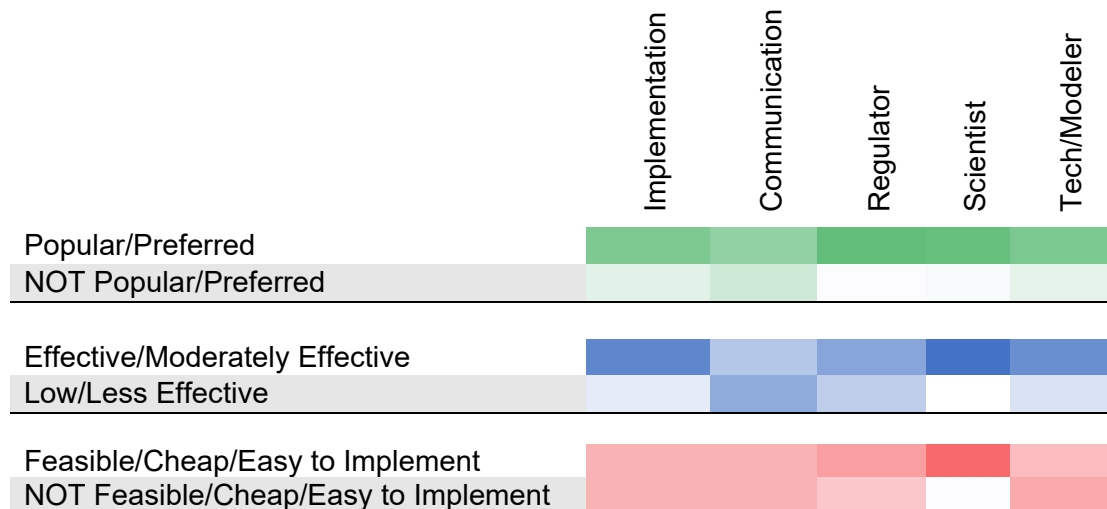 Implementation
Communication
Regulator
Scientist
Tech/Modeler
Popular/Preferred
NOT Popular/Preferred
Effective/Moderately Effective
Low/Less Effective
Feasible/Cheap/Easy to Implement
NOT Feasible/Cheap/Easy to Implement